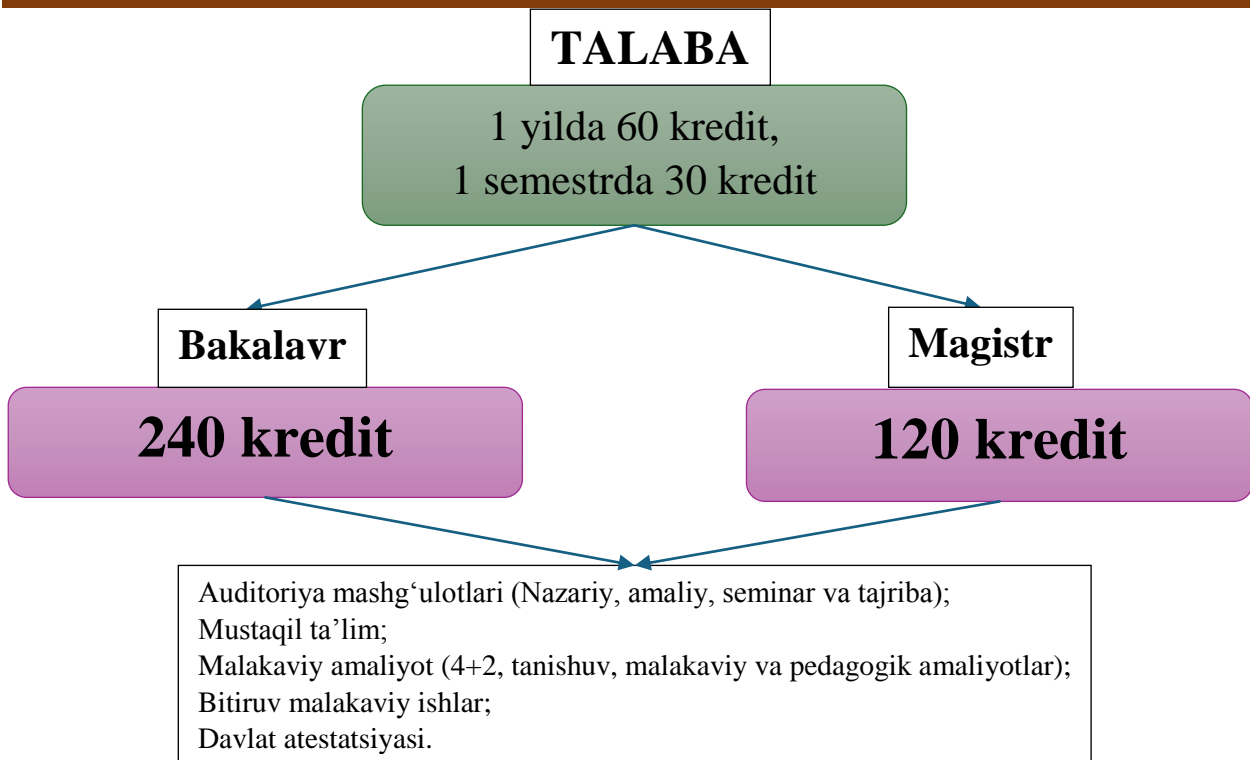 TALABA
1 yilda 60 kredit,
1 semestrda 30 kredit
Bakalavr
Magistr
240 kredit
120 kredit
Auditoriya mashg‘ulotlari (Nazariy, amaliy, seminar va tajriba);
Mustaqil ta’lim;
Malakaviy amaliyot (4+2, tanishuv, malakaviy va pedagogik amaliyotlar);
Bitiruv malakaviy ishlar;
Davlat atestatsiyasi.